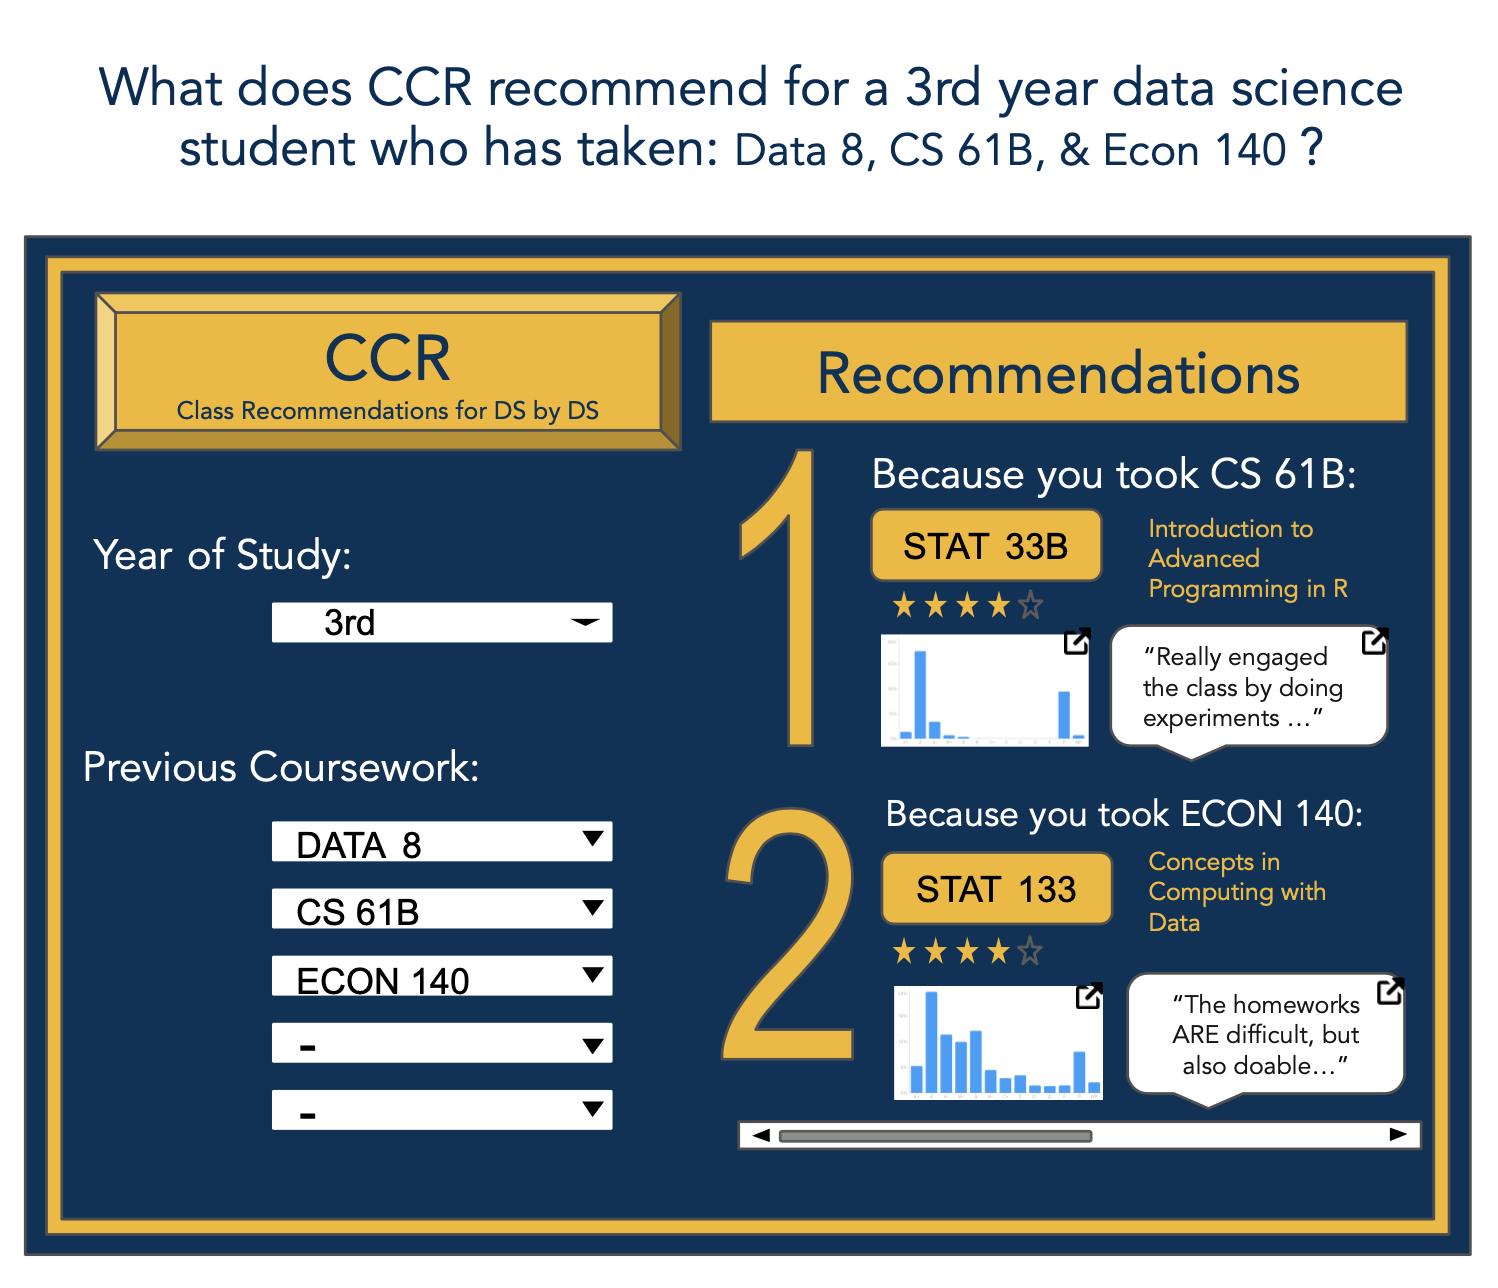 What does CCR recommend for a 3rd year data science
student who has taken: Data 8, CS 61B, & Econ 140 ?
CCR
Class Recommendations for DS by DS
Year of Study:
3rd
Previous Coursework:
DATA 8
CS 61B
ECON 140
-
-
Recommendations
1
Because you took CS 61B:
STAT 33B
Introduction to
Advanced
Programming in R
“Really engaged
the class by doing
experiments ...”
2
Because you took ECON 140:
STAT 133
Concepts in
Computing with
Data
“The homeworks
ARE difficult, but
also doable...”